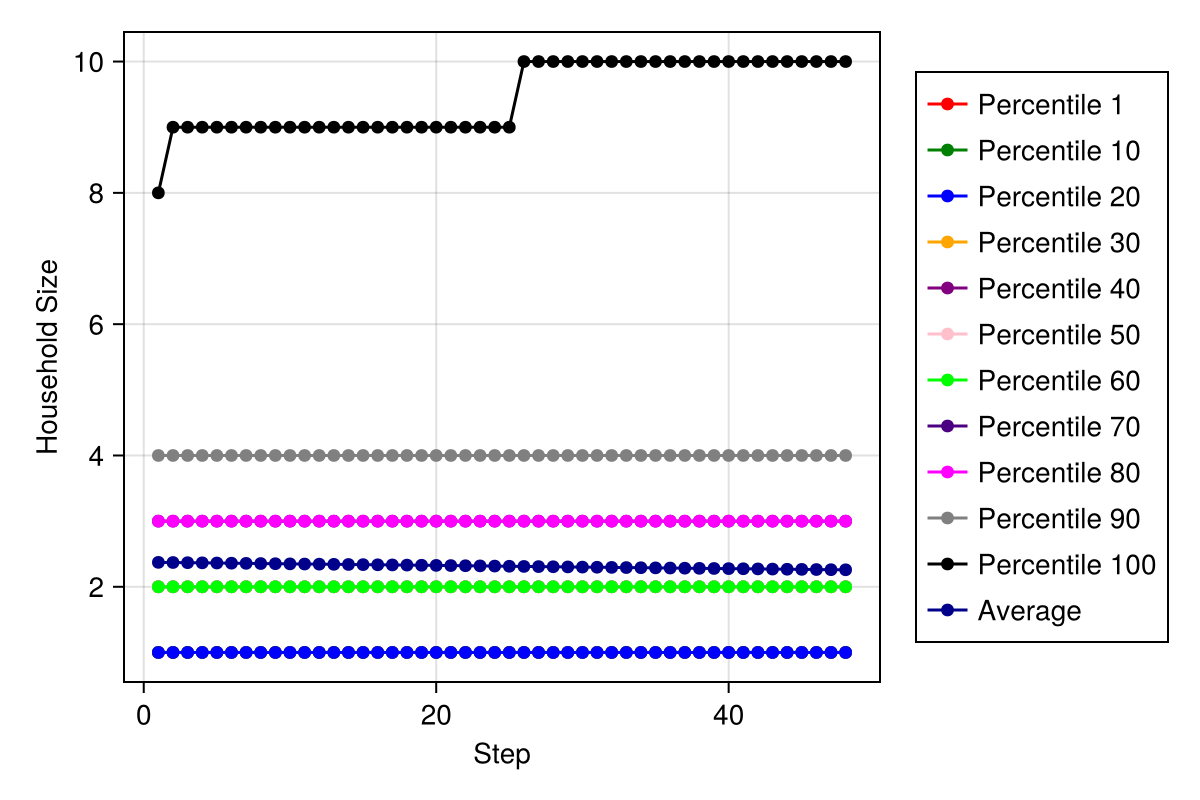 10
8
6
4
2
Household Size
0 20 40
Step
Percentile 1
Percentile 10
Percentile 20
Percentile 30
Percentile 40
Percentile 50
Percentile 60
Percentile 70
Percentile 80
Percentile 90
Percentile 100
Average